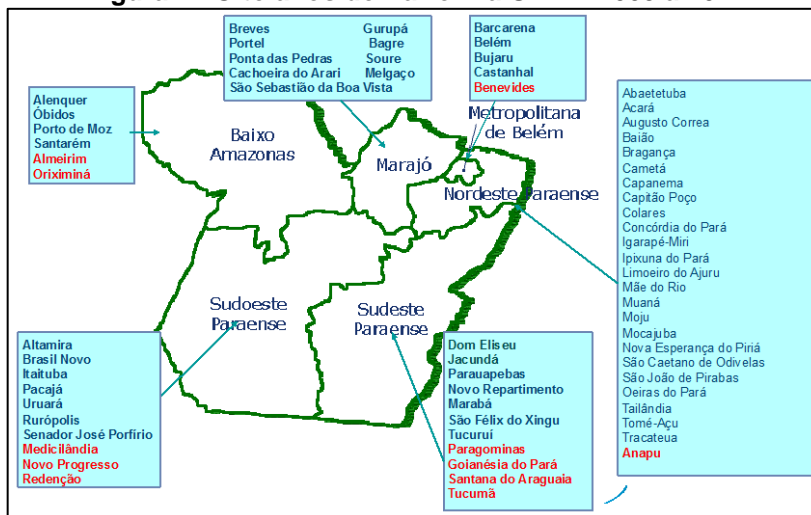 Breves Gurupá
Portel Bagre
Ponta das Pedras Soure
Cachoeira do Arari Melgaço
São Sebastião da Boa Vista
Barcarena
Belém
Bujaru
Castanhal
Benevides
Alenquer
Óbidos
Porto de Moz
Santarém
Almeirim
Oriximiná
Baixo
Amazonas
Marajó
Metropolitana
de Belém
Nordeste Paraense
Sudoeste
Paraense
Sudeste
Paraense
Abaetetuba
Acará
Augusto Correa
Baião
Bragança
Cametá
Capanema
Capitão Poço
Colares
Concórdia do Pará
Igarapé-Miri
Ipixuna do Pará
Limoeiro do Ajuru
Mãe do Rio
Muaná
Moju
Mocajuba
Nova Esperança do Piriá
São Caetano de Odivelas
São João de Pirabas
Oeiras do Pará
Tailândia
Tomé-Açu
Tracateua
Anapu
Altamira
Brasil Novo
Itaituba
Pacajá
Uruará
Rurópolis
Senador José Porfírio
Medicilândia
Novo Progresso
Redenção
Dom Eliseu
Jacundá
Parauapebas
Novo Repartimento
Marabá
São Félix do Xingu
Tucuruí
Paragominas
Goianésia do Pará
Santana do Araguaia
Tucumã